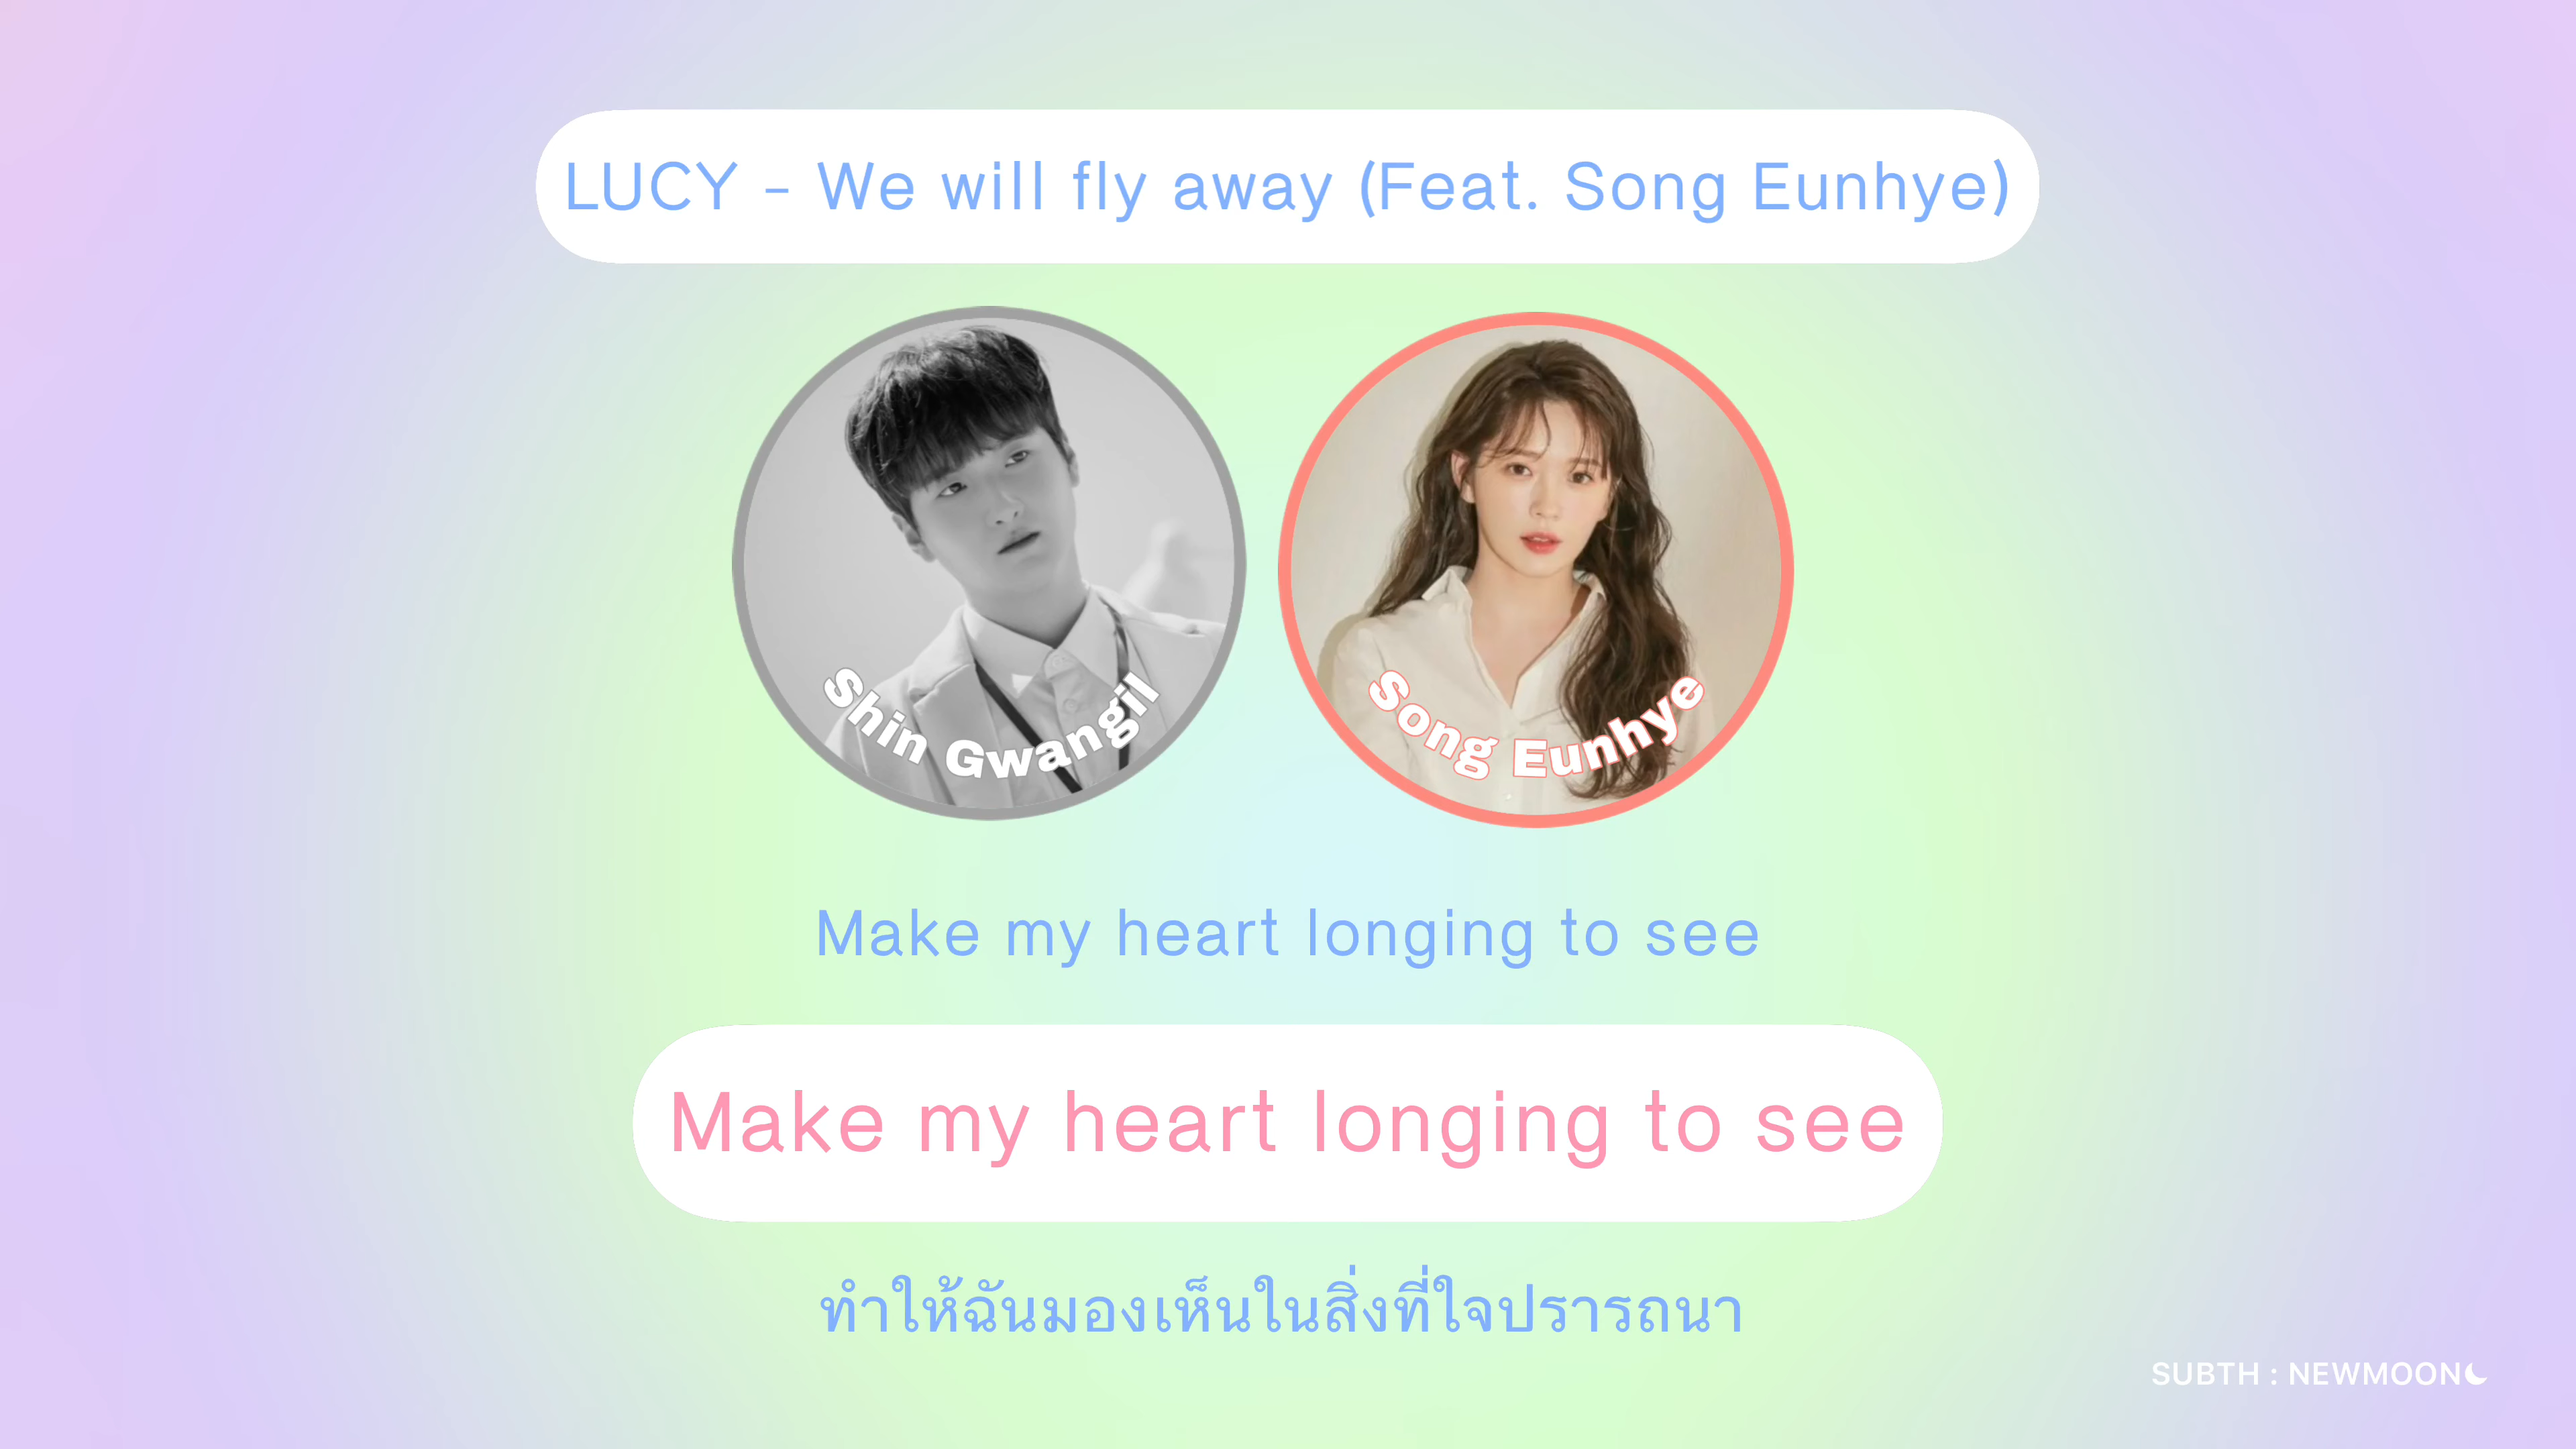 LUCY - We will fly away (Feat. Song Eunhye)
Shin Gwangil
Song Eunhye
Make my heart longing to see
Make my heart longing to see
ทำให้ฉันมองเห็นในสิ่งที่ใจปรารถนา
SUBTH : NEWMOON